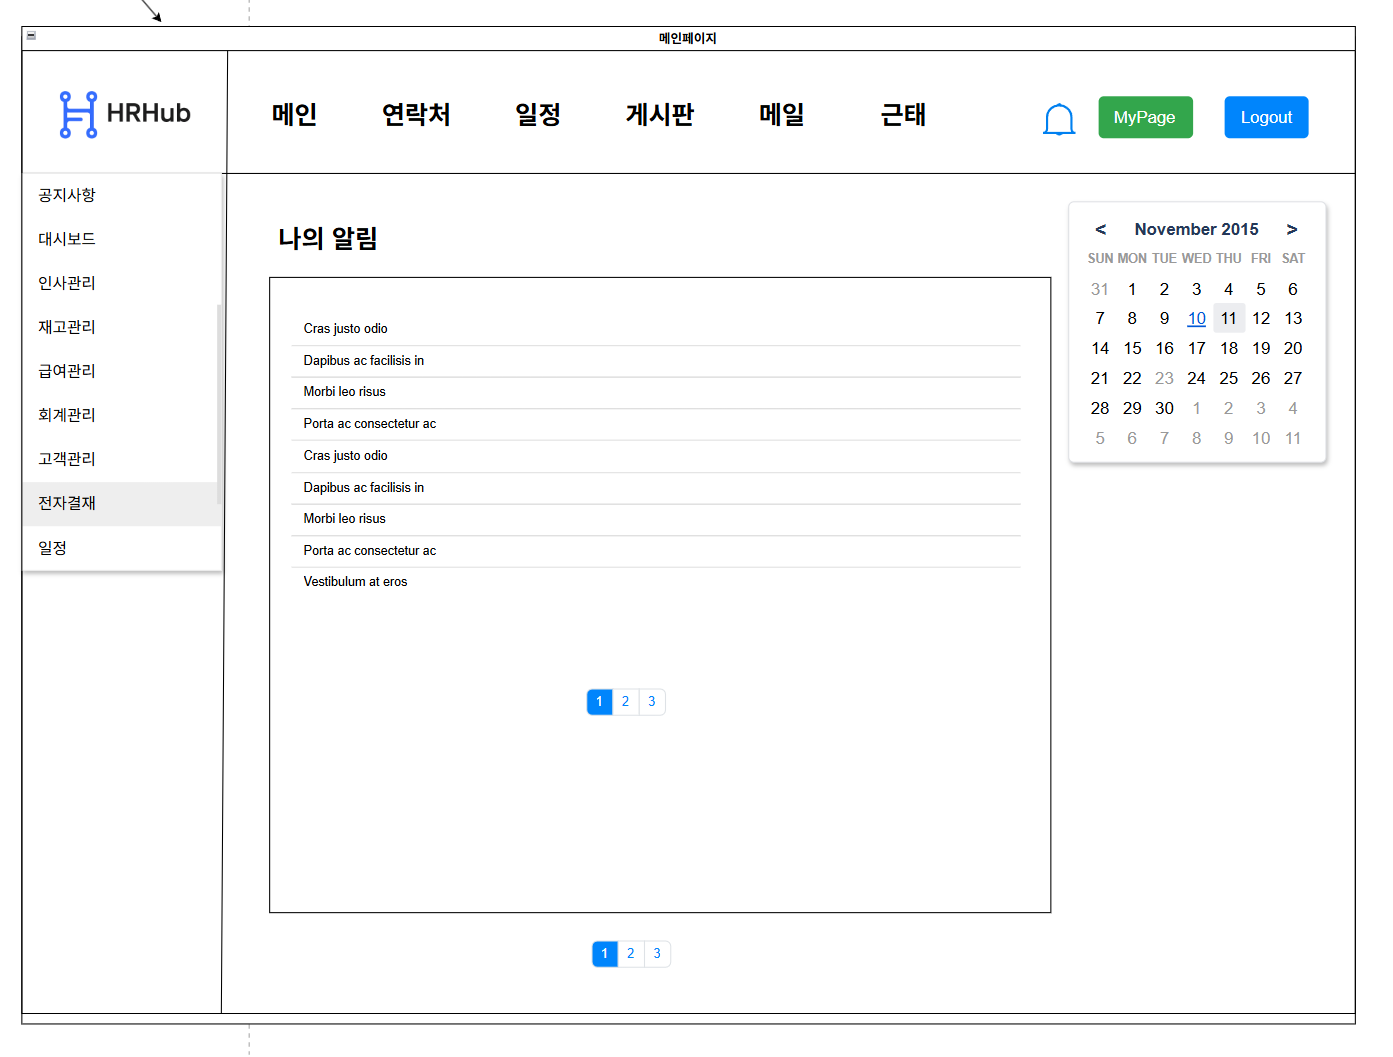 메인페이지
HRHub
메인 연락처 일정 게시판 메일 근태
MyPage Logout
공지사항
대시보드
인사관리
재고관리
급여관리
회계관리
고객관리
전자결재
일정
나의 알림
Cras justo odio
Dapibus ac facilisis in
Morbi leo risus
Porta ac consectetur ac
Cras justo odio
Dapibus ac facilisis in
Morbi leo risus
Porta ac consectetur ac
Vestibulum at eros
1 2 3
1 2 3
< November 2015 >
SUN MON TUE WED THU FRI SAT
31 1 2 3 4 5 6
7 8 9 10 11 12 13
14 15 16 17 18 19 20
21 22 23 24 25 26 27
28 29 30 1 2 3 4
5 6 7 8 9 10 11